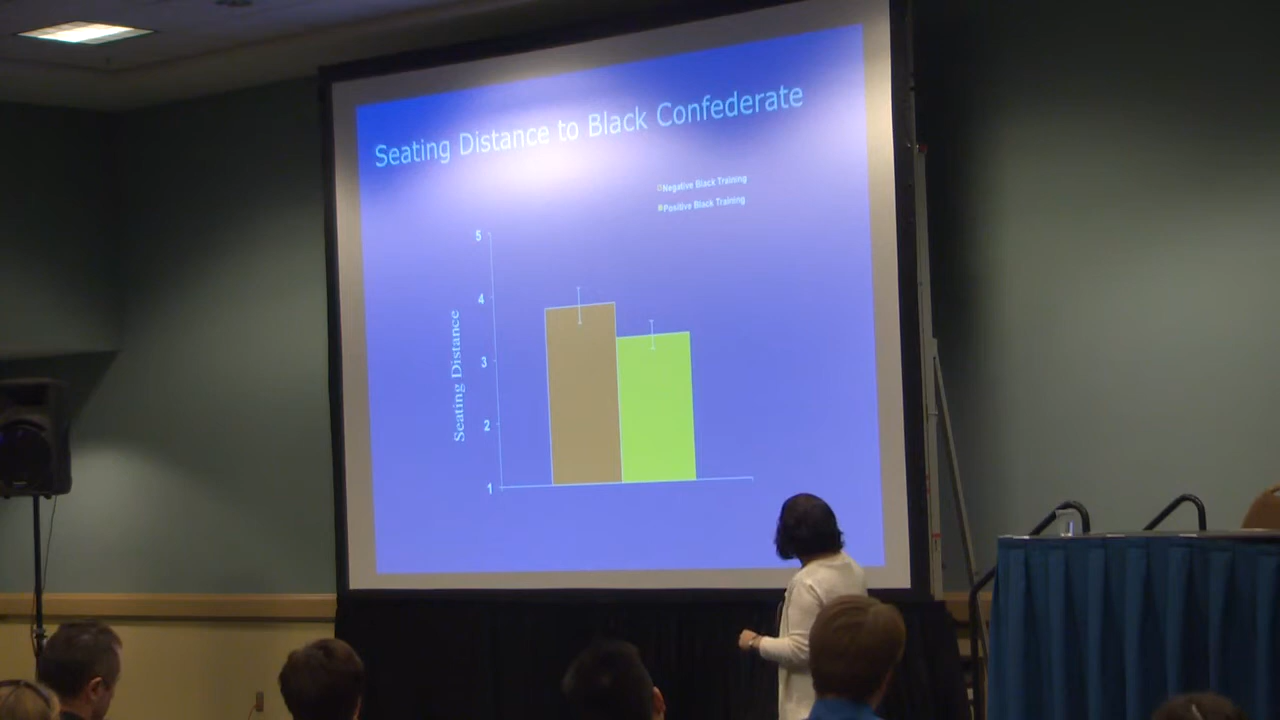 Seating Distance to Black Confederate
Negative Black Training
Positive Black Training
5
4
3
2
1
Seating Distance